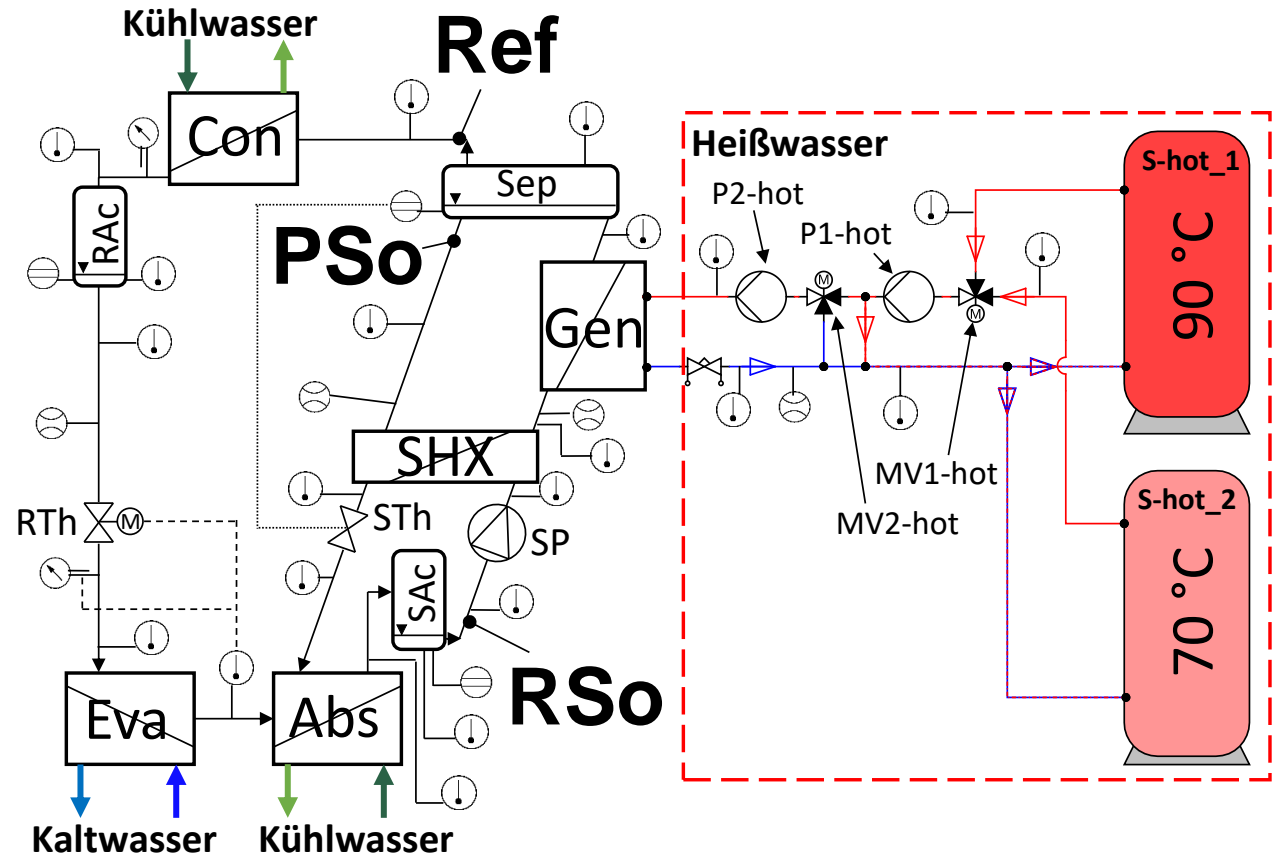 Kühlwasser
Ref
Con
Heißwasser
S-hot_1
P2-hot
Sep
RAc
P1-hot
90 °C
PSo
M
Gen
M
SHX
MV1-hot
S-hot_2
RTh
M
STh
SP
MV2-hot
70 °C
SAc
RSo
Eva
Abs
Kaltwasser
Kühlwasser